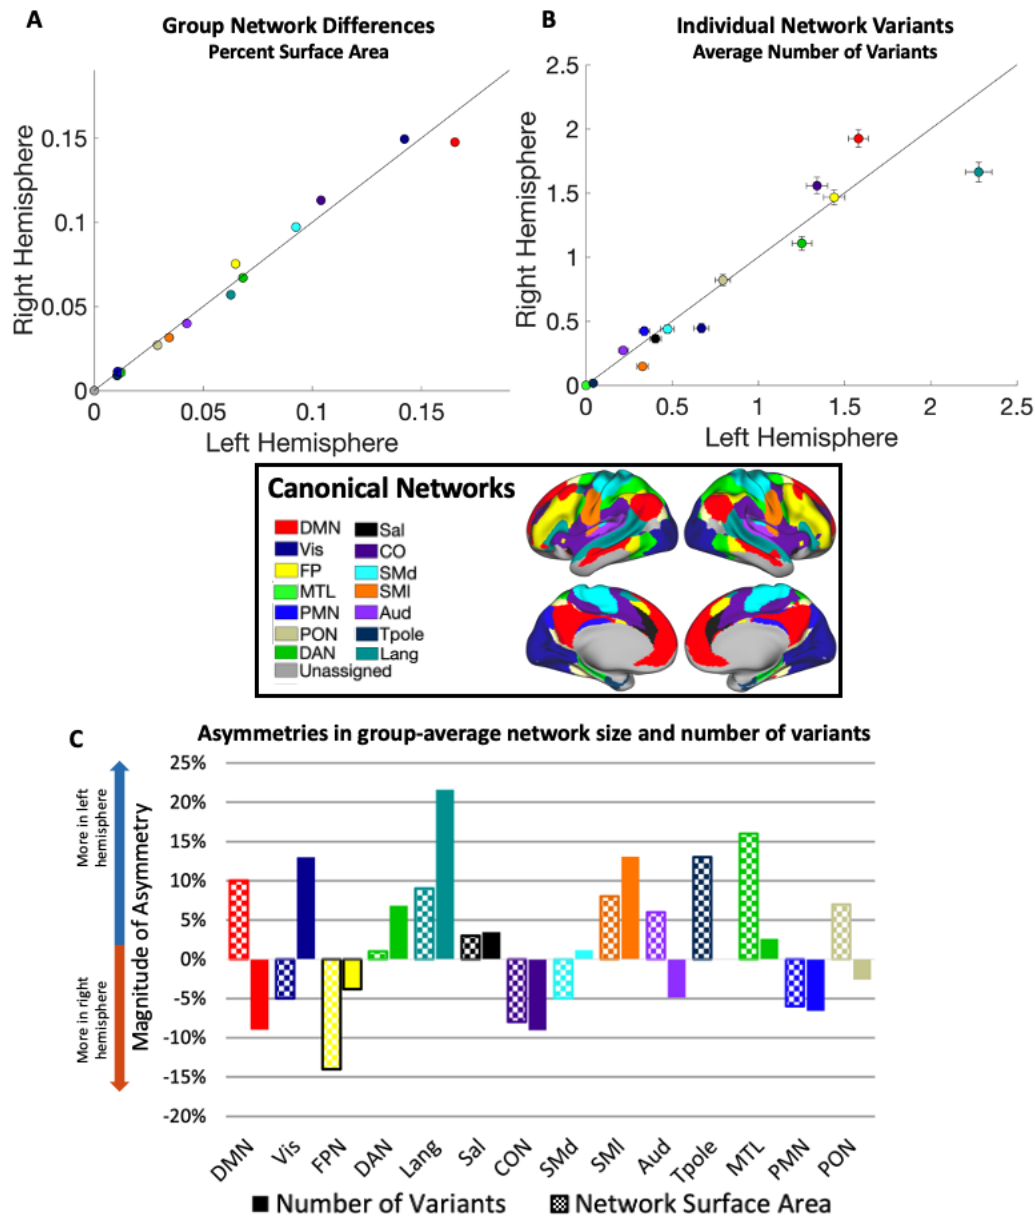 A
Group Network Differences
Percent Surface Area
Right Hemisphere
0.15
0.1
0.05
0
0
0.05
0.1
0.15
Left Hemisphere
B
Individual Network Variants
Average Number of Variants
Right Hemisphere
2.5
2
1.5
1
0.5
0
0
0.5
1
1.5
2
2.5
Left Hemisphere
Canonical Networks
DMN
Vis
FP
MTL
PMN
PON
DAN
Unassigned
Sal
CO
SMd
SMl
Aud
Tpole
Lang
C
Asymmetries in group-average network size and number of variants
More in left
hemisphere
More in right
hemisphere
Magnitude of Asymmetry
25%
20%
15%
10%
5%
0%
-5%
-10%
-15%
-20%
DMN
Vis
FPN
DAN
Lang
Sal
CON
SMd
SMl
Aud
Tpole
MTL
PMN
PON
Number of Variants
Network Surface Area